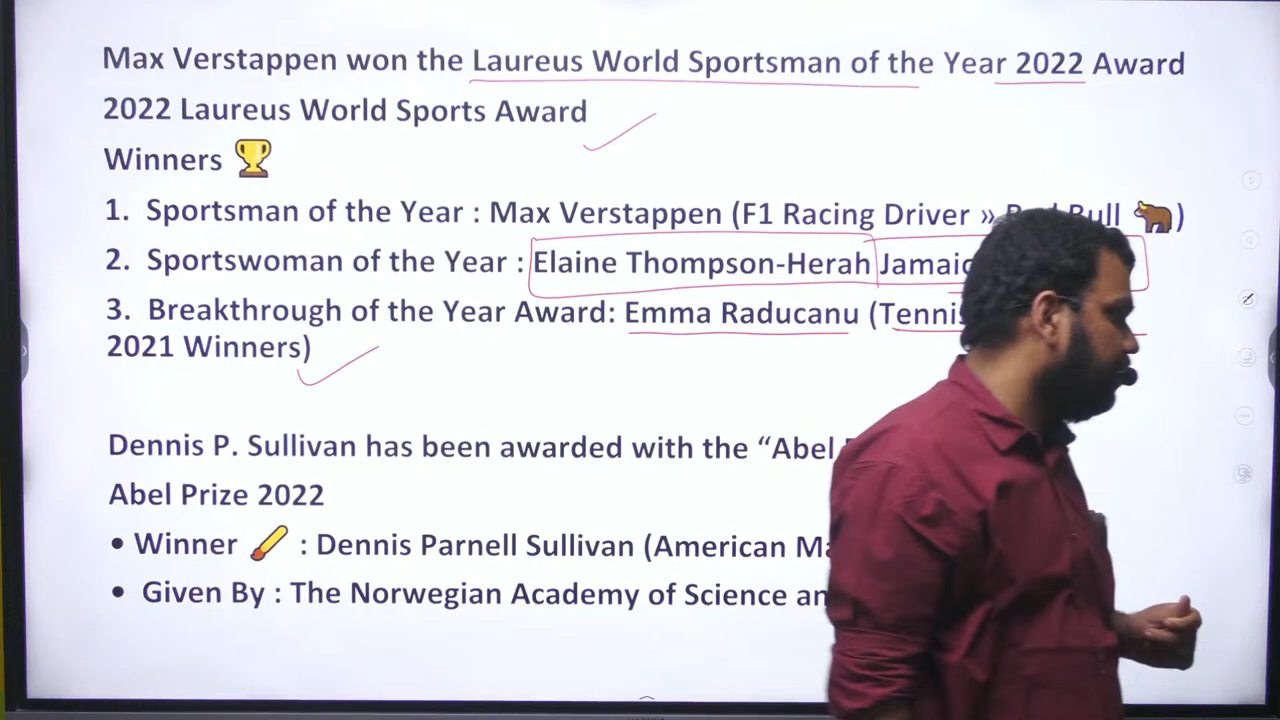 Max Verstappen won the Laureus World Sportsman of the Year 2022 Award
2022 Laureus World Sports Award
Winners 🏆
1. Sportsman of the Year : Max Verstappen (F1 Racing Driver » Red Bull 🐂)
2. Sportswoman of the Year : Elaine Thompson-Herah
3. Breakthrough of the Year Award: Emma Raducanu (Tennis
2021 Winners)
Dennis P. Sullivan has been awarded with the “Abel
Abel Prize 2022
• Winner 🖌️ : Dennis Parnell Sullivan (American
• Given By : The Norwegian Academy of Science